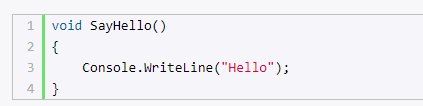 1 void SayHello()
2 {
3     Console.WriteLine("Hello");
4 }